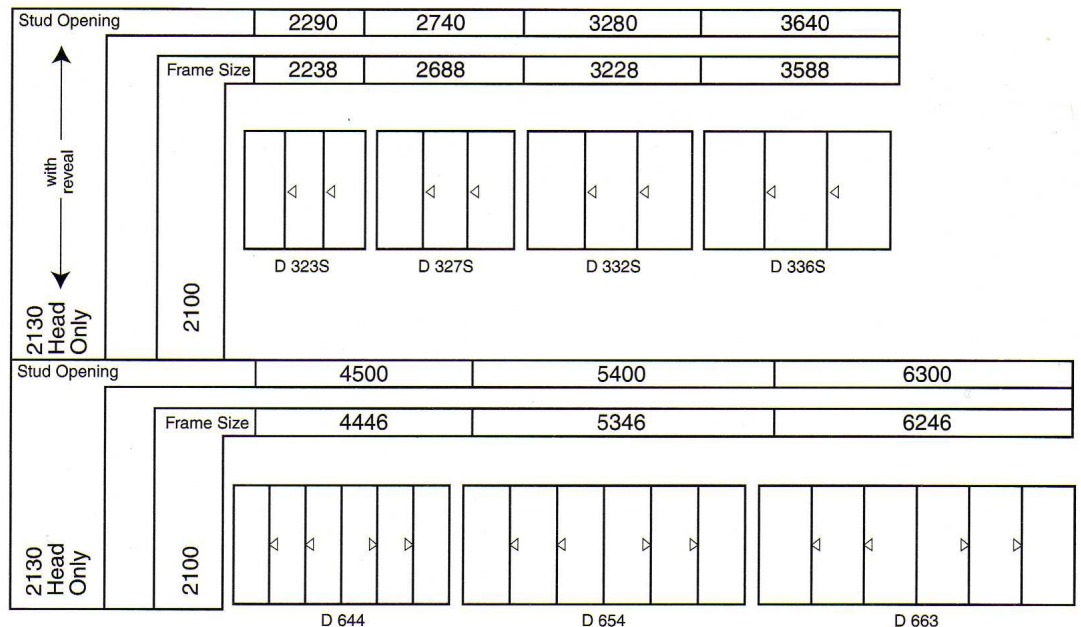 Stud Opening 2290 2740 3280 3640
Frame Size 2238 2688 3228 3588
with
reveal
2130
Head
Only
2100
D 323S D 327S D 332S D 336S
Stud Opening 4500 5400 6300
Frame Size 4446 5346 6246
2130
Head
Only
2100
D 644 D 654 D 663